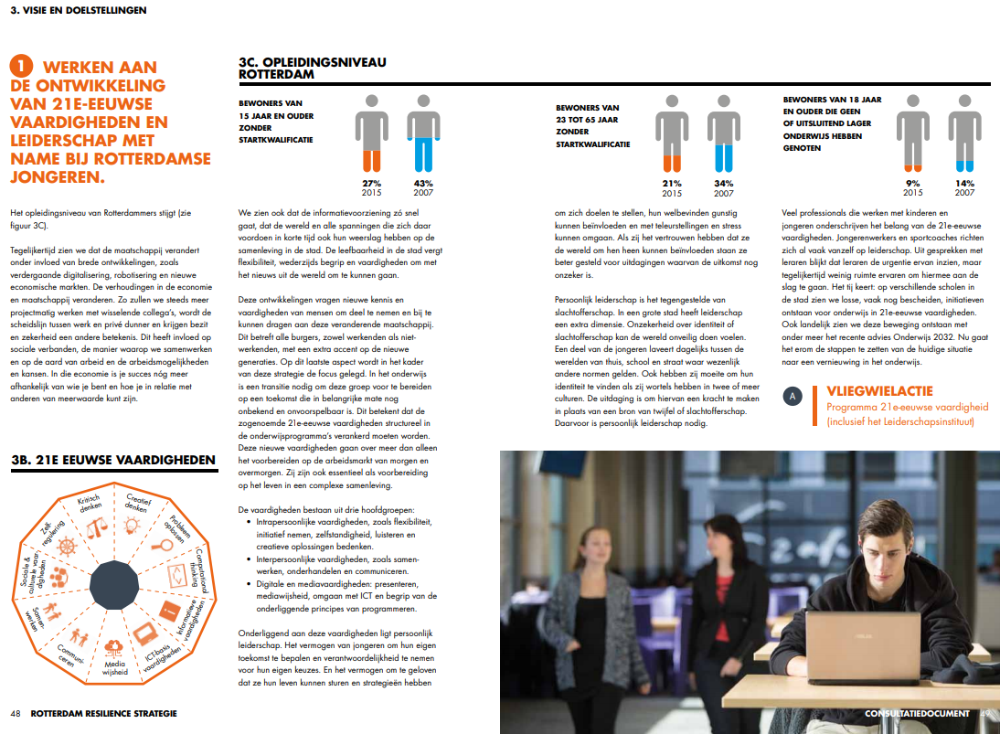 3. VISIE EN DOELSTELLINGEN
1 WERKEN AAN
DE ONTWIKKELING
VAN 21E-EEUWSE
VAARDIGHEDEN EN
LEIDERSCHAP MET
NAME BIJ ROTTERDAMSE
JONGEREN.
Het opleidingsniveau van Rotterdammers stijgt (zie
figuur 3C).
Tegelijkertijd zien we dat de maatschappij verandert
onder invloed van brede ontwikkelingen, zoals
verdergaande digitalisering, robotisering en nieuwe
economische markten. De verhoudingen in de economie
en maatschappij veranderen. Zo zullen we steeds meer
projectmatig werken met wisselende collega's, wordt de
scheidslijn tussen werk en privé dunner en krijgen bezit
en zekerheid een andere betekenis. Dit heeft invloed op
sociale verbanden, de manier waarop we samenwerken
en op de aard van arbeid en de arbeidsmogelijkheden
en kansen. In die economie is je succes nóg meer
afhankelijk van wie je bent en hoe je in relatie met
anderen van meerwaarde kunt zijn.
3B. 21E EEUWSE VAARDIGHEDEN
Kritisch
denken
Creatief
denken
Probleem
oplossen
Computational
thinking
Informatieve
vaardigheden
ICT-basis
vaardigheden
Media
wijsheid
Communi-
ceren
Samen-
werken
Sociale &
culturele vaar-
digheden
Zelf-
regulering
3C. OPLEIDINGSNIVEAU
ROTTERDAM
BEWONERS VAN
15 JAAR EN OUDER
ZONDER
STARTKWALIFICATIE
27%
2015
43%
2007
BEWONERS VAN
23 TOT 65 JAAR
ZONDER
STARTKWALIFICATIE
21%
2015
34%
2007
BEWONERS VAN 18 JAAR
EN OUDER DIE GEEN
OF UITSLUITEND LAGER
ONDERWIJS HEBBEN
GENOTEN
9%
2015
14%
2007
We zien ook dat de informatievoorziening zó snel
gaat, dat de wereld en alle spanningen die zich daar
voordoen in korte tijd ook hun weerslag hebben op de
samenleving in de stad. De leefbaarheid in de stad vergt
flexibiliteit, wederzijds begrip en vaardigheden om met
het nieuws uit de wereld om te kunnen gaan.
Deze ontwikkelingen vragen nieuwe kennis en
vaardigheden van mensen om deel te nemen en bij te
kunnen dragen aan deze veranderende maatschappij.
Dit betreft alle burgers, zowel werkenden als niet-
werkenden, met een extra accent op de nieuwe
generaties. Op dit laatste aspect wordt in het kader
van deze strategie de focus gelegd. In het onderwijs
is een transitie nodig om deze groep voor te bereiden
op een toekomst die in belangrijke mate nog
onbekend en onvoorspelbaar is. Dit betekent dat de
zogenoemde 21e-eeuwse vaardigheden structureel in
de onderwijsprogramma's verankerd moeten worden.
Deze nieuwe vaardigheden gaan over meer dan alleen
het voorbereiden op de arbeidsmarkt van morgen en
overmorgen. Zij zijn ook essentieel als voorbereiding
op het leven in een complexe samenleving.
De vaardigheden bestaan uit drie hoofdgroepen:
• Intrapersoonlijke vaardigheden, zoals flexibiliteit,
initiatief nemen, zelfstandigheid, luisteren en
creatieve oplossingen bedenken.
• Interpersoonlijke vaardigheden, zoals samen-
werken, onderhandelen en communiceren.
• Digitale en mediavaardigheden: presenteren,
mediawijsheid, omgaan met ICT en begrip van de
onderliggende principes van programmeren.
Onderliggend aan deze vaardigheden ligt persoonlijk
leiderschap. Het vermogen van jongeren om hun eigen
toekomst te bepalen en verantwoordelijkheid te nemen
voor hun eigen keuzes. En het vermogen om te geloven
dat ze hun leven kunnen sturen en strategieën hebben
om zich doelen te stellen, hun welbevinden gunstig
kunnen beïnvloeden en met teleurstellingen en stress
kunnen omgaan. Als zij het vertrouwen hebben dat ze
de wereld om hen heen kunnen beïnvloeden staan ze
beter gesteld voor uitdagingen waarvan de uitkomst nog
onzeker is.
Persoonlijk leiderschap is het tegengestelde van
slachtofferschap. In een grote stad heeft leiderschap
een extra dimensie. Onzekerheid over identiteit of
slachtofferschap kan de wereld onveilig doen voelen.
Een deel van de jongeren laveert dagelijks tussen de
werelden van thuis, school en straat waar wezenlijk
andere normen gelden. Ook hebben zij moeite om hun
identiteit te vinden als zij wortels hebben in twee of meer
culturen. De uitdaging is om hiervan een kracht te maken
in plaats van een bron van twijfel of slachtofferschap.
Daarvoor is persoonlijk leiderschap nodig.
Veel professionals die werken met kinderen en
jongeren onderschrijven het belang van de 21e-eeuwse
vaardigheden. Jongerenwerkers en sportcoaches richten
zich al vaak vanzelf op leiderschap. Uit gesprekken met
leraren blijkt dat leraren de urgentie ervan inzien, maar
tegelijkertijd weinig ruimte ervaren om hiermee aan de
slag te gaan. Het tij keert: op verschillende scholen in
de stad zien we losse, vaak nog bescheiden, initiatieven
ontstaan voor onderwijs in 21e-eeuwse vaardigheden.
Ook landelijk zien we deze beweging ontstaan met
onder meer het recente advies Onderwijs 2032. Nu gaat
het erom de stappen te zetten van de huidige situatie
naar een vernieuwing in het onderwijs.
A
VLIEGWIELACTIE
Programma 21e-eeuwse vaardigheid
(inclusief het Leiderschapsinstituut)
ASUS
48 ROTTERDAM RESILIENCE STRATEGIE
CONSULTATIEDOCUMENT 49